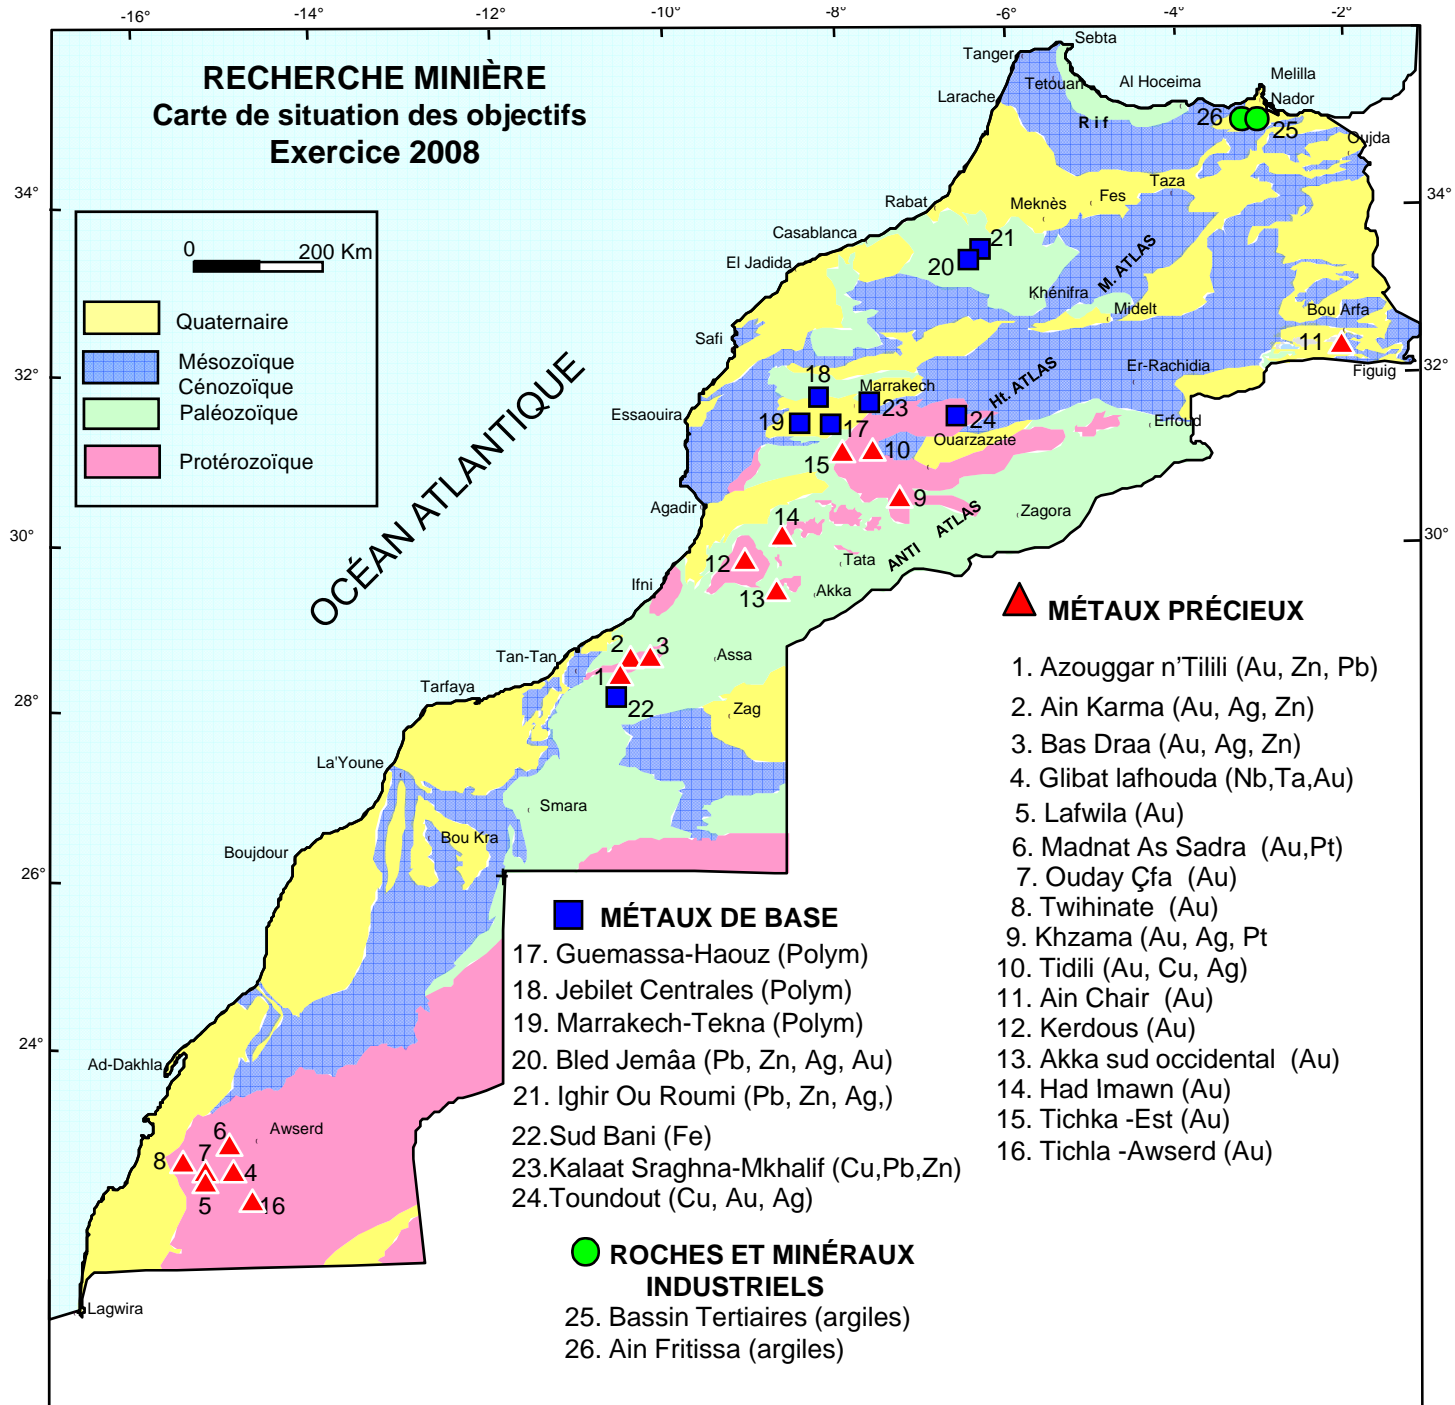 -16°
-14°
-12°
-10°
-8°
-6°
-4°
-2°
RECHERCHE MINIÈRE
Carte de situation des objectifs
Exercice 2008
34°
32°
30°
28°
26°
24°
34°
32°
30°
0 200 Km
Quaternaire
Mésozoïque
Cénozoïque
Paléozoïque
Protérozoïque
OCÉAN ATLANTIQUE
Sebta
Tanger
Tetouan
Al Hoceima
Melilla
Nador
Larache
Rif
26
25
Oujda
Taza
Fes
Rabat
Meknès
Casablanca
21
20
El Jadida
M. ATLAS
Khénifra
Midelt
Bou Arfa
11
Safi
Figuig
18
Marrakech
Ht. ATLAS
Er-Rachidia
23
Essaouira
19
17
24
Erfoud
Ouarzazate
15
10
9
Agadir
14
ANTI ATLAS
Zagora
12
Tata
Ifni
13
Akka
2
3
Tan-Tan
1
Assa
Tarfaya
22
Zag
La'Youne
Smara
Bou Kra
Boujdour
Ad-Dakhla
6
Awserd
8
7
4
5
16
Lagwira
MÉTAUX PRÉCIEUX
1. Azouggar n’Tilili (Au, Zn, Pb)
2. Ain Karma (Au, Ag, Zn)
3. Bas Draa (Au, Ag, Zn)
4. Glibat lafhouda (Nb,Ta,Au)
5. Lafwila (Au)
6. Madnat As Sadra (Au,Pt)
7. Ouday Çfa (Au)
8. Twihinate (Au)
9. Khzama (Au, Ag, Pt
10. Tidili (Au, Cu, Ag)
11. Ain Chair (Au)
12. Kerdous (Au)
13. Akka sud occidental (Au)
14. Had Imawn (Au)
15. Tichka -Est (Au)
16. Tichla -Awserd (Au)
MÉTAUX DE BASE
17. Guemassa-Haouz (Polym)
18. Jebilet Centrales (Polym)
19. Marrakech-Tekna (Polym)
20. Bled Jemâa (Pb, Zn, Ag, Au)
21. Ighir Ou Roumi (Pb, Zn, Ag,)
22.Sud Bani (Fe)
23.Kalaat Sraghna-Mkhalif (Cu,Pb,Zn)
24.Toundout (Cu, Au, Ag)
ROCHES ET MINÉRAUX
INDUSTRIELS
25. Bassin Tertiaires (argiles)
26. Ain Fritissa (argiles)